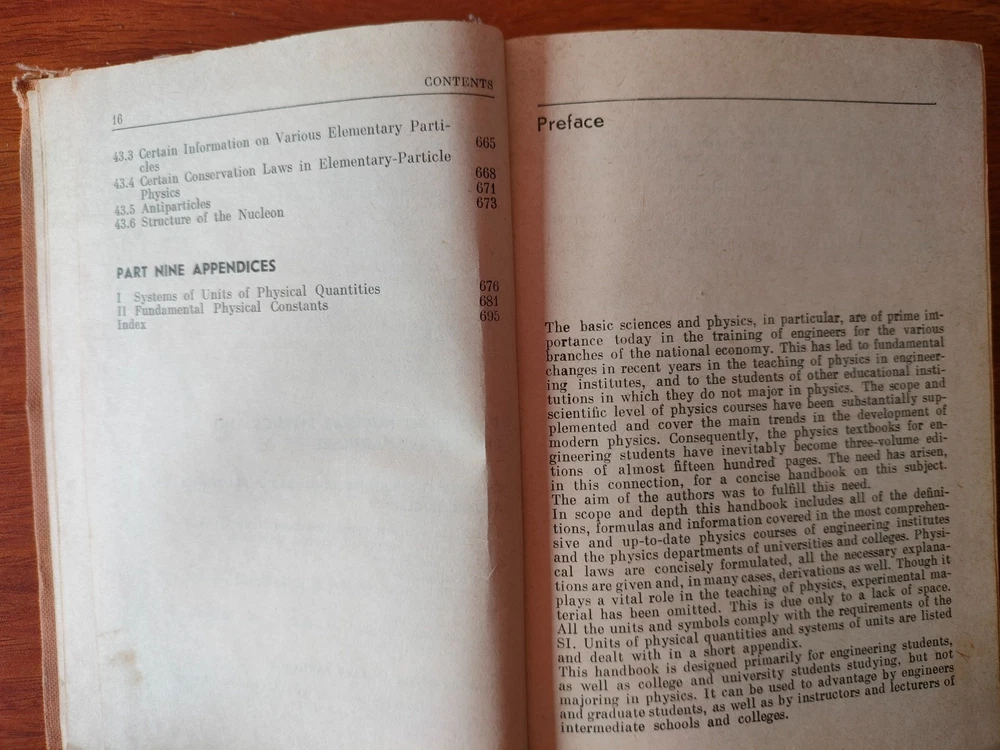 16
CONTENTS
43.3 Certain Information on Various Elementary Parti-
cles 665
43.4 Certain Conservation Laws in Elementary-Particle
Physics 668
43.5 Antiparticles 671
43.6 Structure of the Nucleon 673
PART NINE APPENDICES
I Systems of Units of Physical Quantities 676
II Fundamental Physical Constants 681
Index 695
Preface
The basic sciences and physics, in particular, are of prime im-
portance today in the training of engineers for the various
branches of the national economy. This has led to fundamental
changes in recent years in the teaching of physics in engineer-
ing institutes, and to the students of other educational insti-
tutions in which they do not major in physics. The scope and
scientific level of physics courses have been substantially sup-
plemented and cover the main trends in the development of
modern physics. Consequently, the physics textbooks for en-
gineering students have inevitably become three-volume edi-
tions of almost fifteen hundred pages. The need has arisen,
in this connection, for a concise handbook on this subject.
The aim of the authors was to fulfill this need.
In scope and depth this handbook includes all of the defini-
tions, formulas and information covered in the most comprehen-
sive and up-to-date physics courses of engineering institutes
and the physics departments of universities and colleges. Physi-
cal laws are concisely formulated, all the necessary explana-
tions are given and, in many cases, derivations as well. Though it
plays a vital role in the teaching of physics, experimental ma-
terial has been omitted. This is due only to a lack of space.
All the units and symbols comply with the requirements of the
SI. Units of physical quantities and systems of units are listed
and dealt with in a short appendix.
This handbook is designed primarily for engineering students,
as well as college and university students studying, but not
majoring in physics. It can be used to advantage by engineers
and graduate students, as well as by instructors and lecturers of
intermediate schools and colleges.